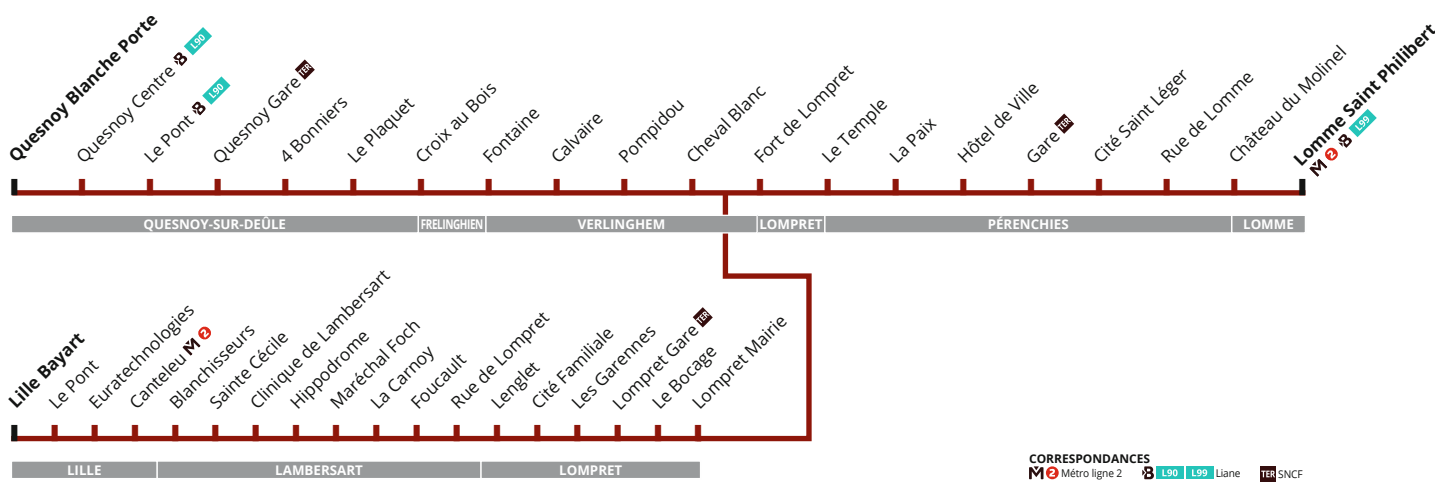 Quesnoy Blanche Porte
Quesnoy Centre B L90
Le Pont B L90
Quesnoy Gare TER
4 Bonniers
Le Plaquet
Croix au Bois
Fontaine
Calvaire
Pompidou
Cheval Blanc
Fort de Lompret
Le Temple
La Paix
Hôtel de Ville
Gare TER
Cité Saint Léger
Rue de Lomme
Château du Molinel
Lomme Saint Philibert
M 2 B L99
QUESNOY-SUR-DEÛLE
FRELINGHIEN
VERLINGHEM
LOMPRET
PÉRENCHIES
LOMME
Lille Bayart
Le Pont
Euratechnologies
Canteleu M 2
Blanchisseurs
Sainte Cécile
Clinique de Lambersart
Hippodrome
Maréchal Foch
La Carnoy
Foucault
Rue de Lompret
Lenglet
Cité Familiale
Les Garennes
Lompret Gare TER
Le Bocage
Lompret Mairie
LILLE
LAMBERSART
LOMPRET
CORRESPONDANCES
M 2 Métro ligne 2 B L90 L99 Liane TER SNCF